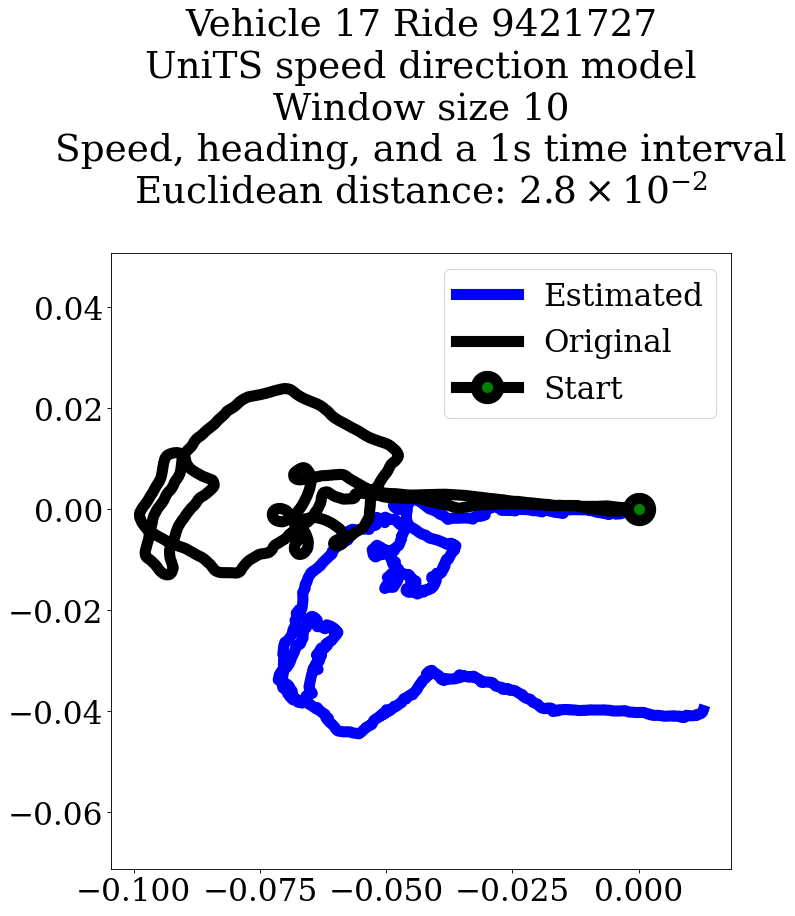 Vehicle 17 Ride 9421727
UniTS speed direction model
Window size 10
Speed, heading, and a 1s time interval
Euclidean distance: 2.8 × 10⁻²
Estimated
Original
Start
0.04
0.02
0.00
−0.02
−0.04
−0.06
−0.100 −0.075 −0.050 −0.025 0.000